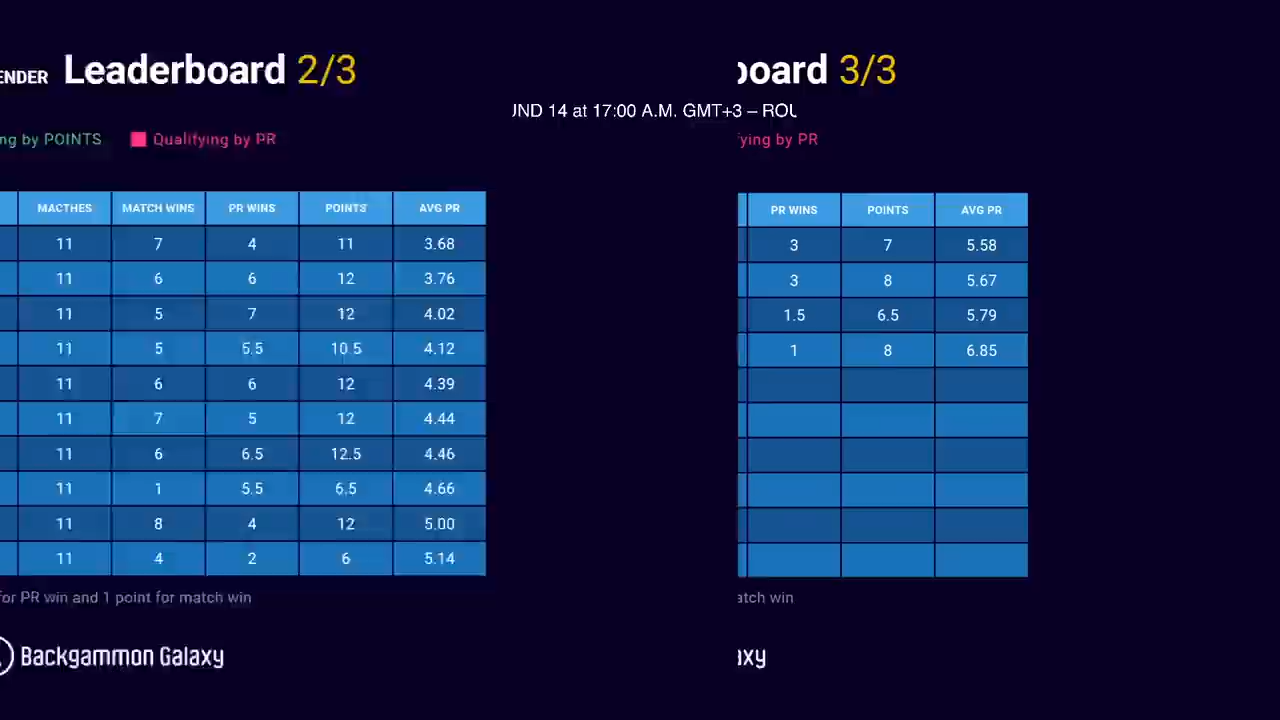 ENDER Leaderboard 2/3
board 3/3
UND 14 at 17:00 A.M. GMT+3 – ROU
ng by POINTS Qualifying by PR
ying by PR
MACTHES MATCH WINS PR WINS POINTS AVG PR
11 7 4 11 3.68
11 6 6 12 3.76
11 5 7 12 4.02
11 5 5.5 10.5 4.12
11 6 6 12 4.39
11 7 5 12 4.44
11 6 6.5 12.5 4.46
11 1 5.5 6.5 4.66
11 8 4 12 5.00
11 4 2 6 5.14
for PR win and 1 point for match win
Backgammon Galaxy
PR WINS POINTS AVG PR
3 7 5.58
3 8 5.67
1.5 6.5 5.79
1 8 6.85
atch win
axy